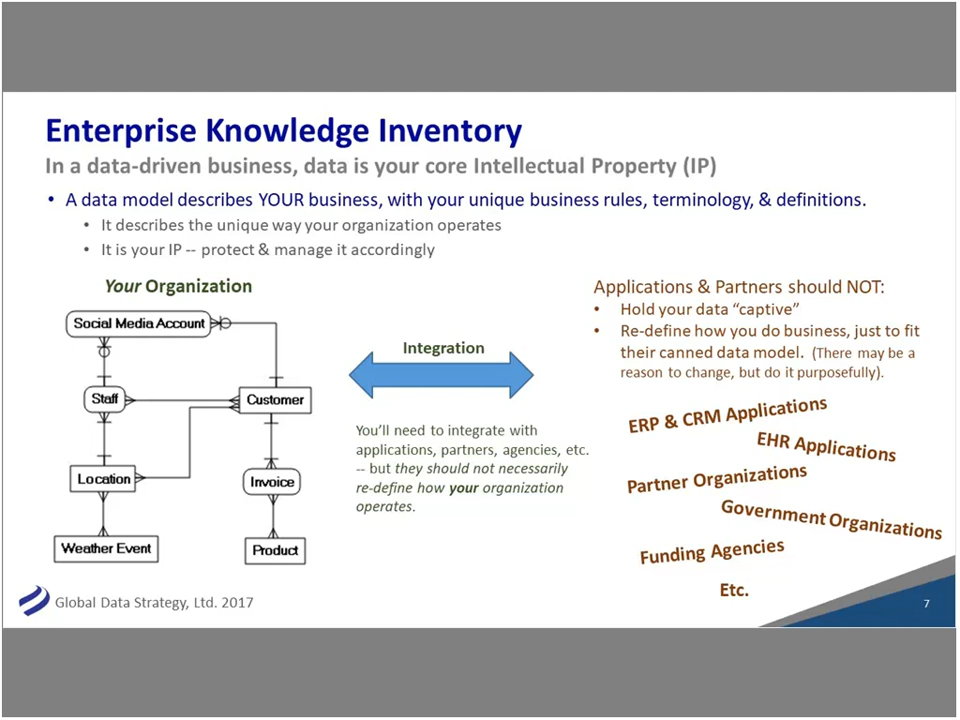 Enterprise Knowledge Inventory
In a data-driven business, data is your core Intellectual Property (IP)
• A data model describes YOUR business, with your unique business rules, terminology, & definitions.
• It describes the unique way your organization operates
• It is your IP -- protect & manage it accordingly
Your Organization
Social Media Account
Staff
Customer
Location
Invoice
Weather Event
Product
Integration
You'll need to integrate with
applications, partners, agencies, etc.
-- but they should not necessarily
re-define how your organization
operates.
Applications & Partners should NOT:
• Hold your data “captive”
• Re-define how you do business, just to fit
their canned data model. (There may be a
reason to change, but do it purposefully).
ERP & CRM Applications
EHR Applications
Partner Organizations
Government Organizations
Funding Agencies
Etc.
Global Data Strategy, Ltd. 2017
7